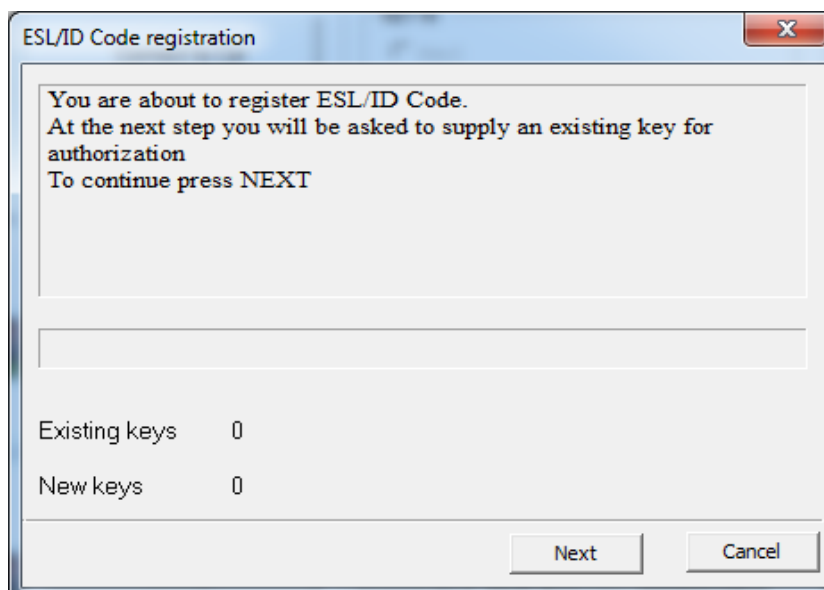 ESL/ID Code registration
You are about to register ESL/ID Code.
At the next step you will be asked to supply an existing key for
authorization
To continue press NEXT
Existing keys 0
New keys 0
Next Cancel